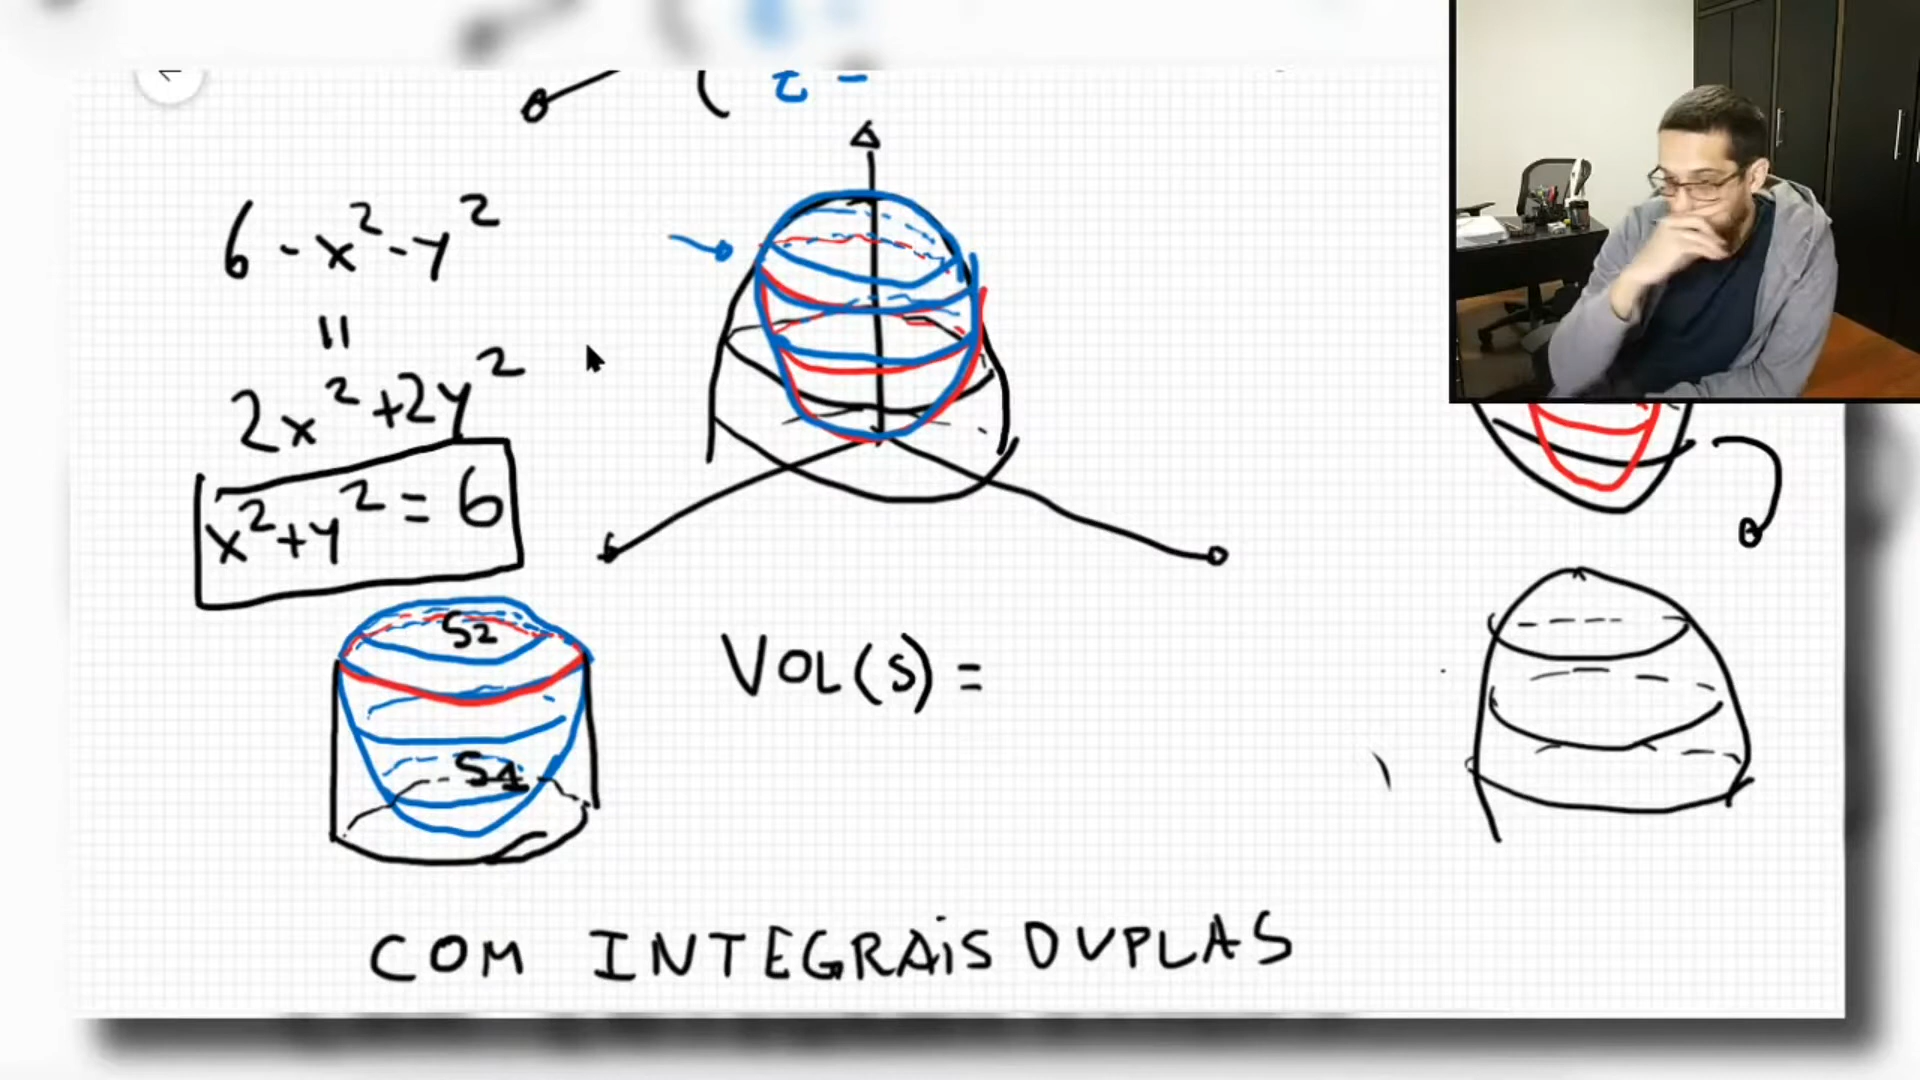 6 - x² - y²
=
2x² + 2y²
x² + y² = 6
S2
S1
VOL(S) =
COM INTEGRAIS DUPLAS